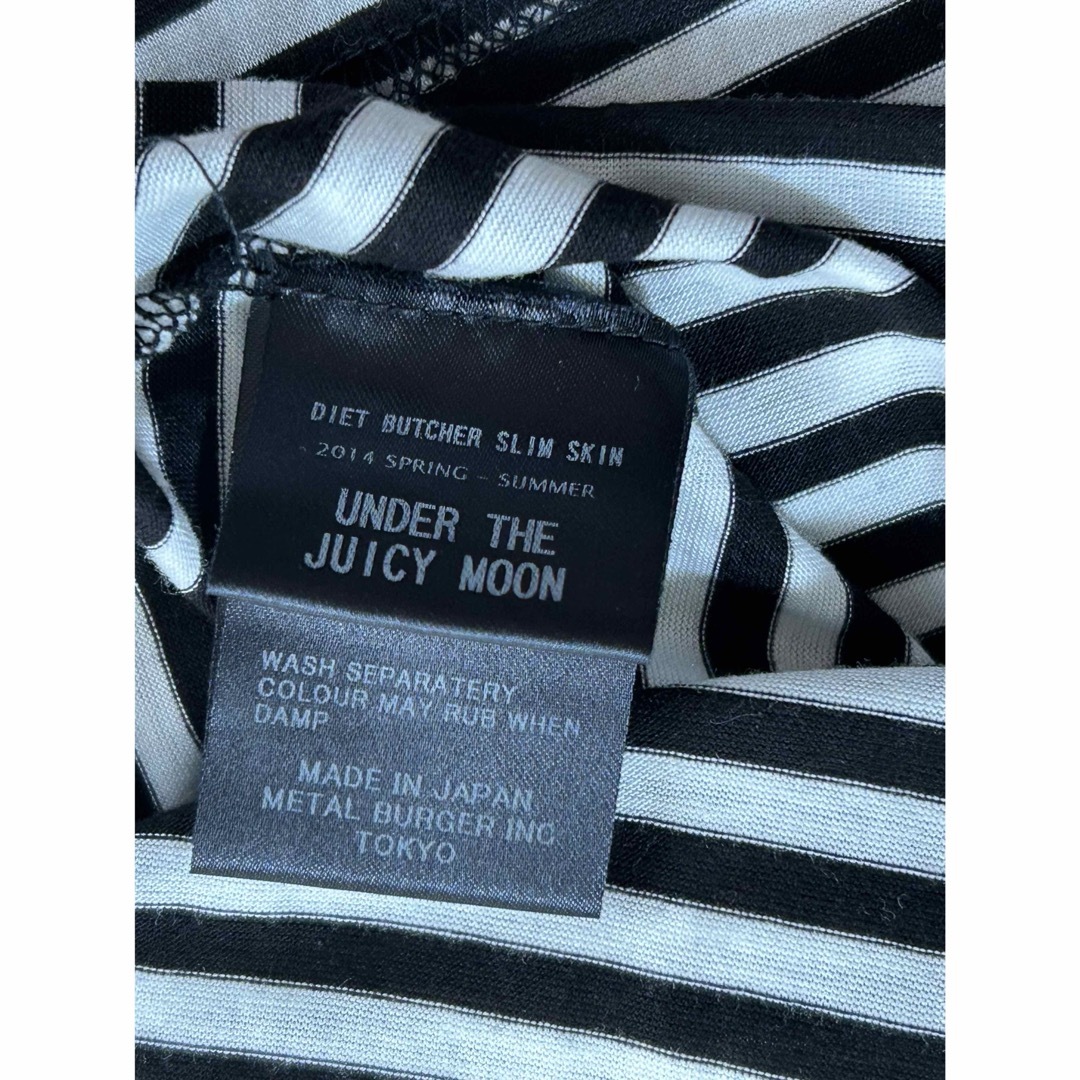 DIET BUTCHER SLIM SKIN
2014 SPRING - SUMMER
UNDER THE
JUICY MOON
WASH SEPARATERY
COLOUR MAY RUB WHEN
DAMP
MADE IN JAPAN
METAL BURGER INC
TOKYO